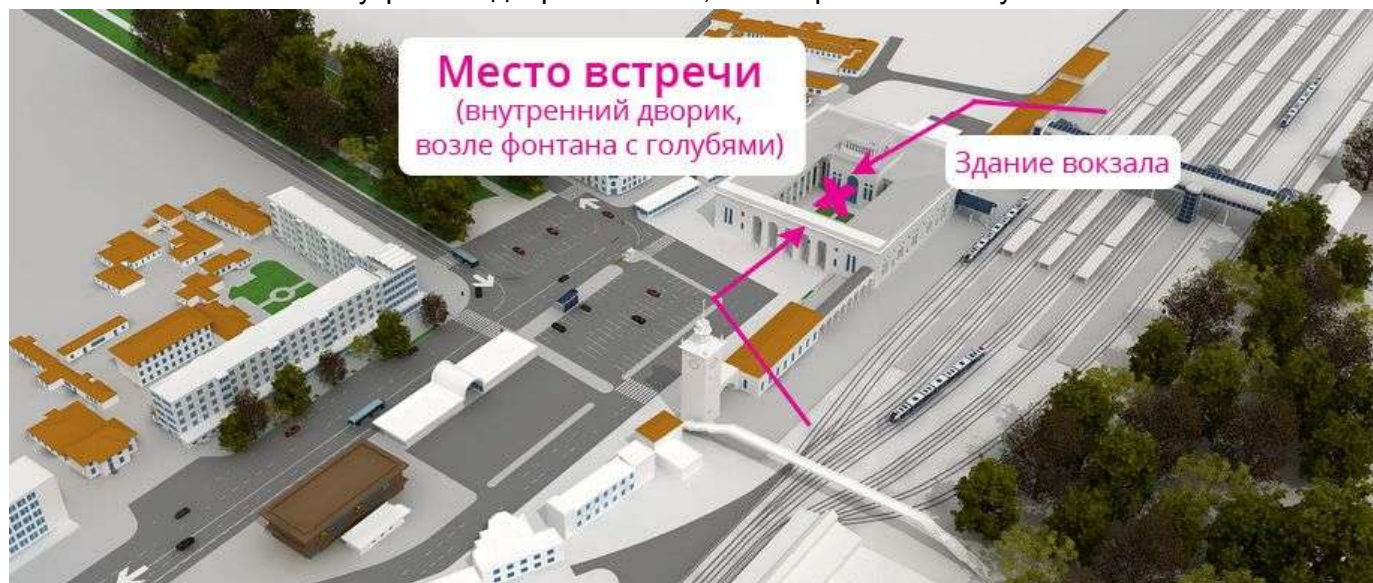 Место встречи
(внутренний дворик,
возле фонтана с голубями)
Здание вокзала